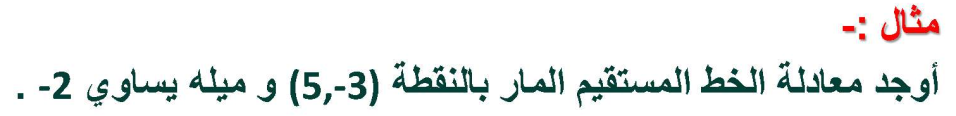 مثال :-
أوجد معادلة الخط المستقيم المار بالنقطة (5,-3) و ميله يساوي 2- .